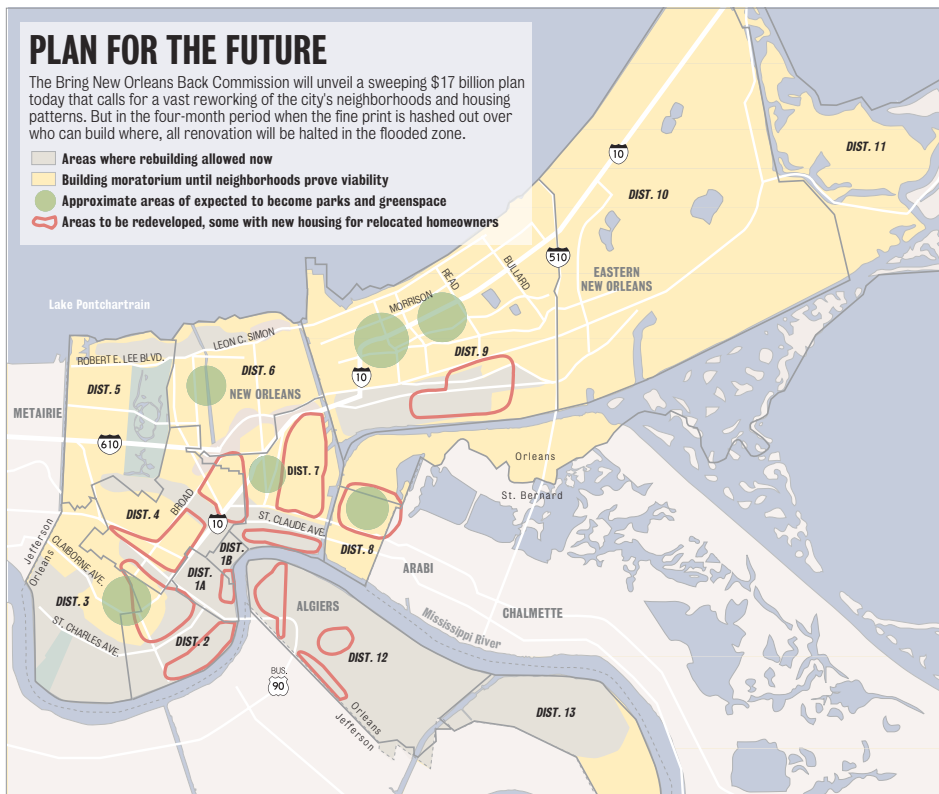 PLAN FOR THE FUTURE
The Bring New Orleans Back Commission will unveil a sweeping $17 billion plan
today that calls for a vast reworking of the city's neighborhoods and housing
patterns. But in the four-month period when the fine print is hashed out over
who can build where, all renovation will be halted in the flooded zone.
Areas where rebuilding allowed now
Building moratorium until neighborhoods prove viability
Approximate areas of expected to become parks and greenspace
Areas to be redeveloped, some with new housing for relocated homeowners
10
DIST. 11
DIST. 10
510
EASTERN
NEW ORLEANS
BULLARD
READ
MORRISON
Lake Pontchartrain
LEON C. SIMON
ROBERT E. LEE BLVD.
DIST. 9
DIST. 6
10
DIST. 5
NEW ORLEANS
METAIRIE
610
Orleans
St. Bernard
DIST. 7
BROAD
DIST. 4
10
ST. CLAUDE AVE.
DIST. 8
Jefferson
Orleans
CLAIBORNE AVE.
DIST.
1B
DIST.
1A
ARABI
DIST. 3
ST. CHARLES AVE.
DIST. 2
ALGIERS
Mississippi River
CHALMETTE
DIST. 12
BUS.
90
Orleans
Jefferson
DIST. 13